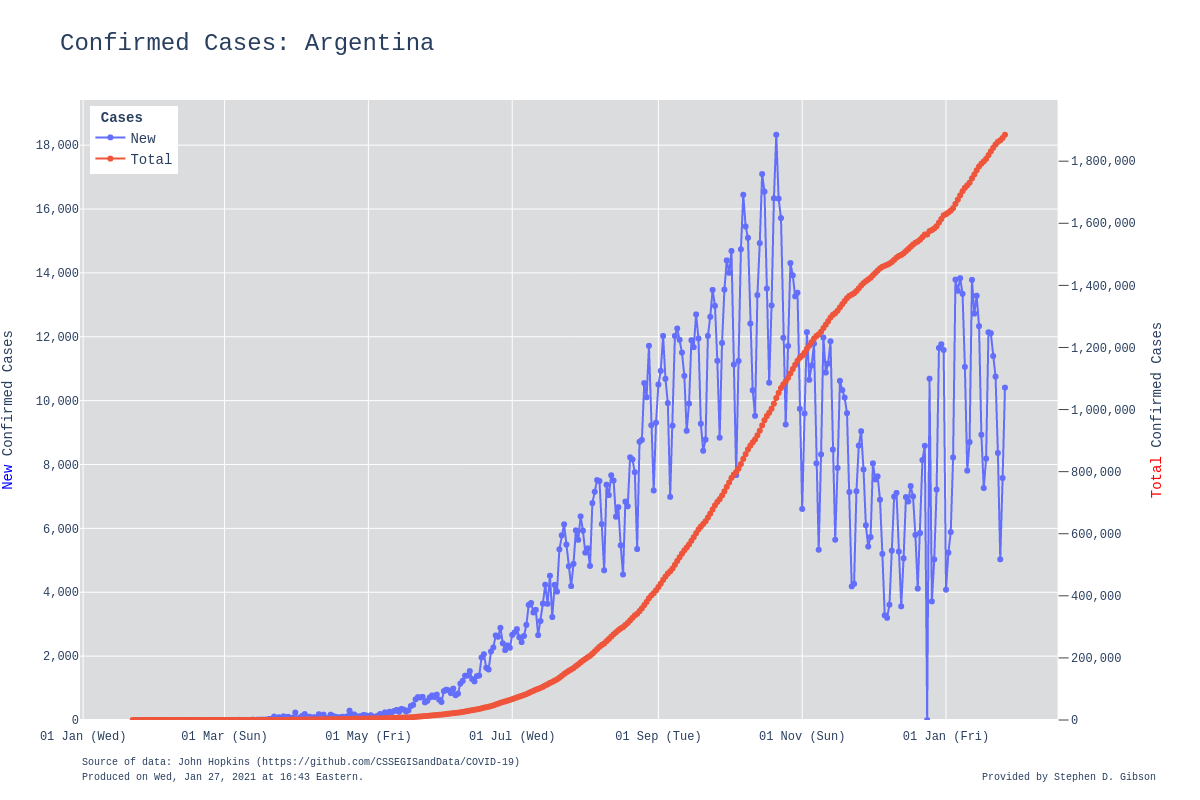 Confirmed Cases: Argentina
Cases
New
Total
18,000
16,000
14,000
12,000
10,000
8,000
6,000
4,000
2,000
0
New Confirmed Cases
1,800,000
1,600,000
1,400,000
1,200,000
1,000,000
800,000
600,000
400,000
200,000
0
Total Confirmed Cases
01 Jan (Wed) 01 Mar (Sun) 01 May (Fri) 01 Jul (Wed) 01 Sep (Tue) 01 Nov (Sun) 01 Jan (Fri)
Source of data: John Hopkins (https://github.com/CSSEGISandData/COVID-19)
Produced on Wed, Jan 27, 2021 at 16:43 Eastern.
Provided by Stephen D. Gibson